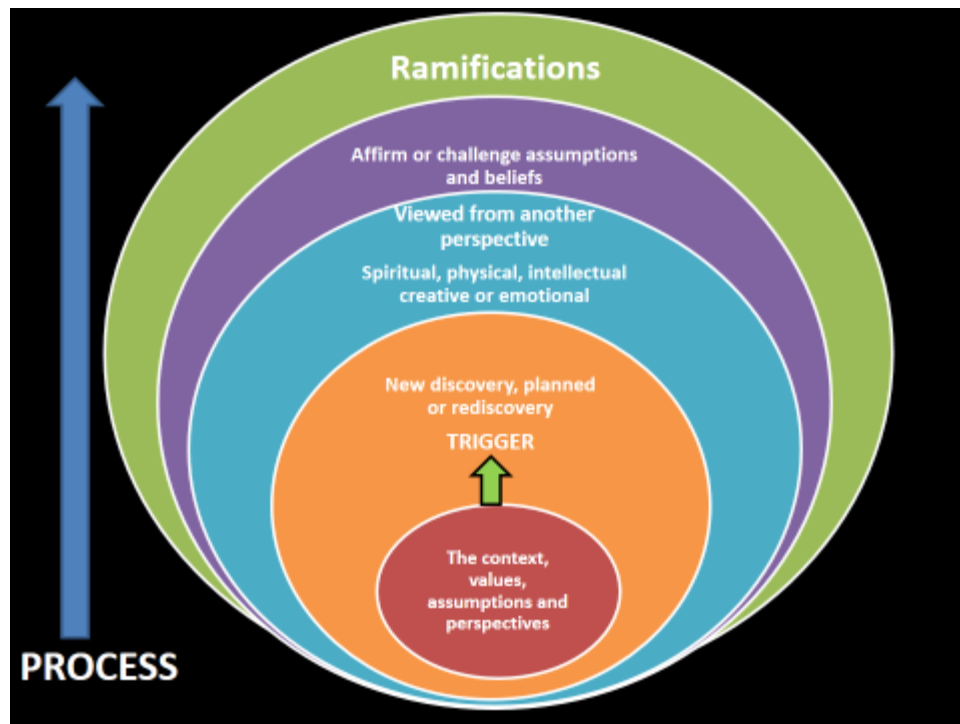 Ramifications
Affirm or challenge assumptions
and beliefs
Viewed from another
perspective
Spiritual, physical, intellectual
creative or emotional
New discovery, planned
or rediscovery
TRIGGER
The context,
values,
assumptions and
perspectives
PROCESS